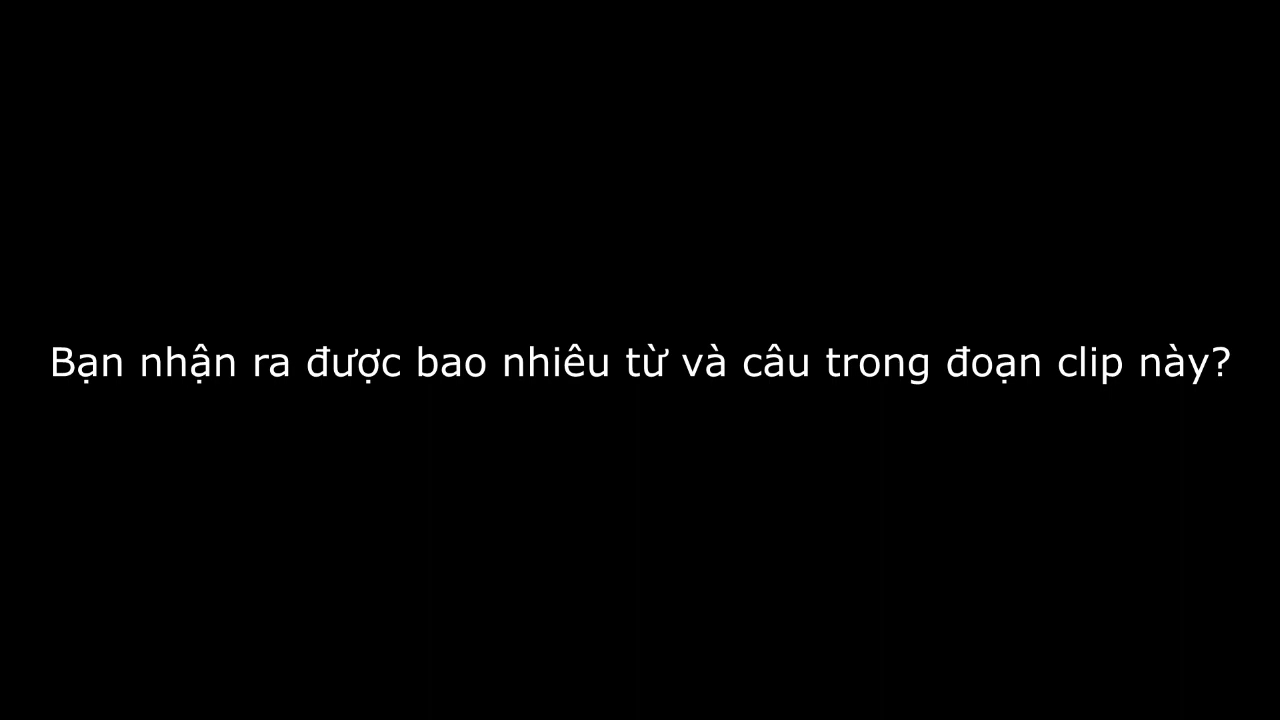 Bạn nhận ra được bao nhiêu từ và câu trong đoạn clip này?